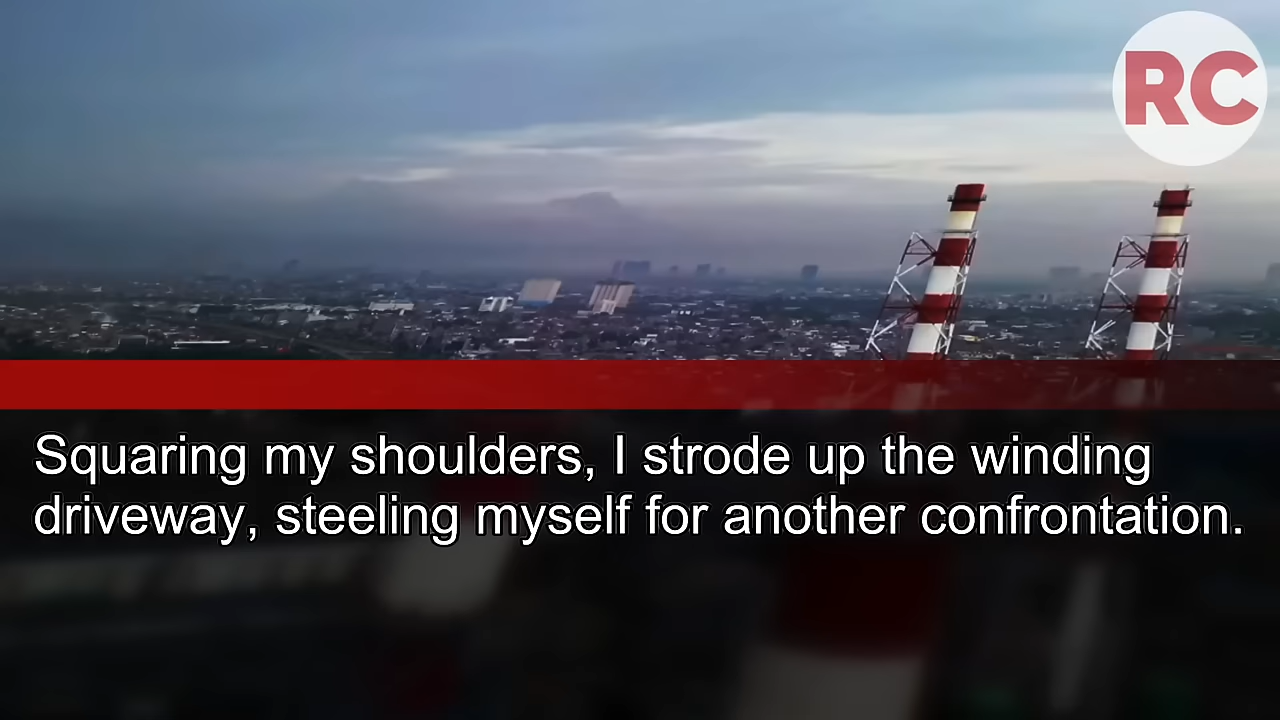 RC
Squaring my shoulders, I strode up the winding
driveway, steeling myself for another confrontation.